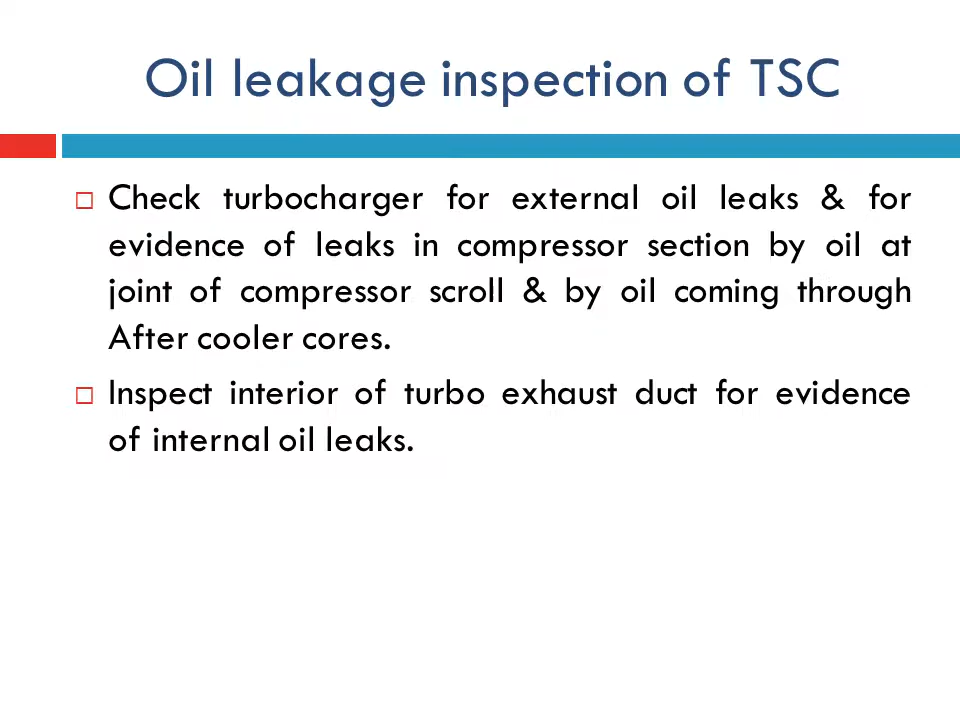 Oil leakage inspection of TSC
Check turbocharger for external oil leaks & for
evidence of leaks in compressor section by oil at
joint of compressor scroll & by oil coming through
After cooler cores.
Inspect interior of turbo exhaust duct for evidence
of internal oil leaks.